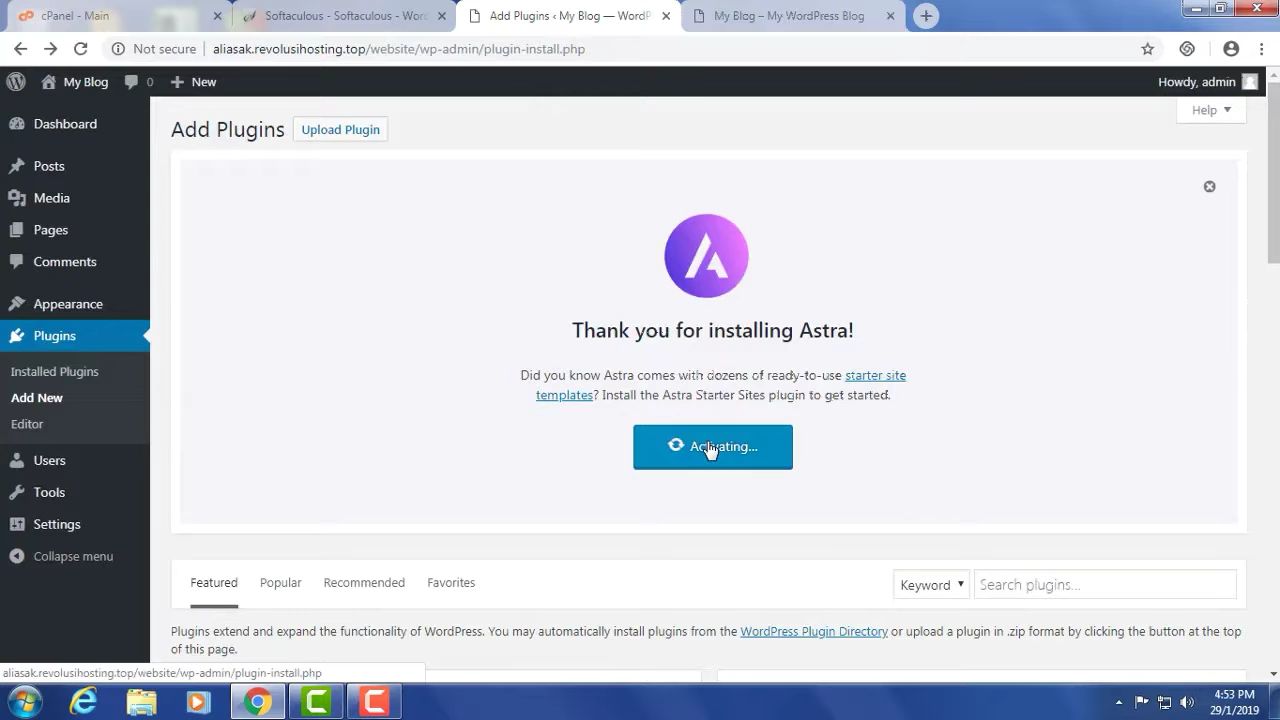 cPanel - Main
Softaculous - Softaculous - Wor
Add Plugins ‹ My Blog — WordP
My Blog – My WordPress Blog
Not secure
aliasak.revolusihosting.top/website/wp-admin/plugin-install.php
My Blog
0
New
Howdy, admin
Dashboard
Posts
Media
Pages
Comments
Appearance
Plugins
Installed Plugins
Add New
Editor
Users
Tools
Settings
Collapse menu
Add Plugins
Upload Plugin
Help
Thank you for installing Astra!
Did you know Astra comes with dozens of ready-to-use starter site
templates? Install the Astra Starter Sites plugin to get started.
Activating...
Featured
Popular
Recommended
Favorites
Keyword
Search plugins...
Plugins extend and expand the functionality of WordPress. You may automatically install plugins from the WordPress Plugin Directory or upload a plugin in .zip format by clicking the button at the top
of this page.
aliasak.revolusihosting.top/website/wp-admin/plugin-install.php
4:53 PM
29/1/2019